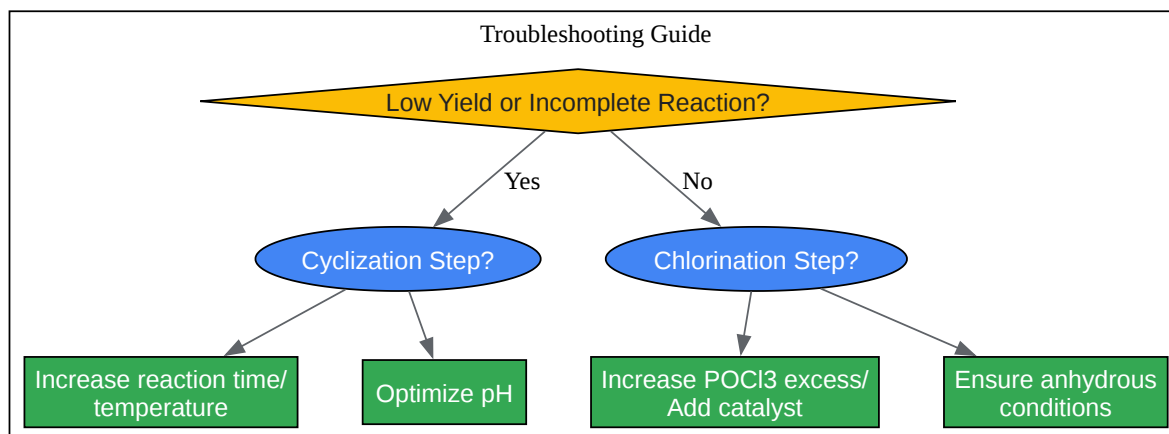 Troubleshooting Guide
Low Yield or Incomplete Reaction?
Yes
No
Cyclization Step?
Chlorination Step?
Increase reaction time/
temperature
Optimize pH
Increase POCl3 excess/
Add catalyst
Ensure anhydrous
conditions